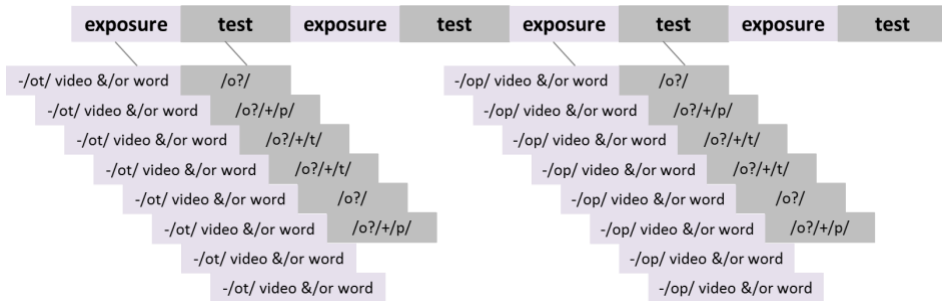 exposure test exposure test exposure test exposure test
-/ot/ video &/or word /o?/
-/ot/ video &/or word /o?/+/p/
-/ot/ video &/or word /o?/+/t/
-/ot/ video &/or word /o?/+/t/
-/ot/ video &/or word /o?/
-/ot/ video &/or word /o?/+/p/
-/ot/ video &/or word
-/ot/ video &/or word
-/op/ video &/or word /o?/
-/op/ video &/or word /o?/+/p/
-/op/ video &/or word /o?/+/t/
-/op/ video &/or word /o?/+/t/
-/op/ video &/or word /o?/
-/op/ video &/or word /o?/+/p/
-/op/ video &/or word
-/op/ video &/or word